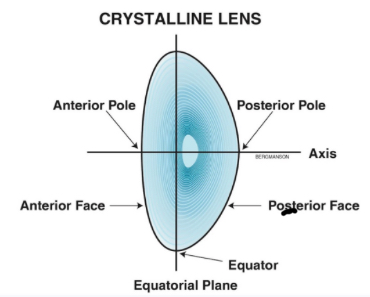 CRYSTALLINE LENS
Anterior Pole
Posterior Pole
BERGMANSON
Axis
Anterior Face
Posterior Face
Equator
Equatorial Plane